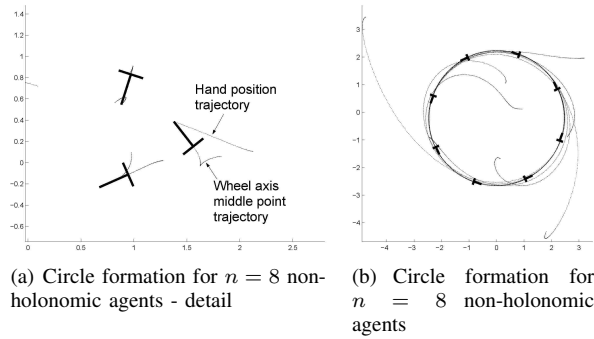 1.4
1.2
1
0.8
0.6
0.4
0.2
0
−0.2
−0.4
−0.6
0 0.5 1 1.5 2 2.5
Hand position
trajectory
Wheel axis
middle point
trajectory
3
2
1
0
−1
−2
−3
−4
−4 −3 −2 −1 0 1 2 3
(a) Circle formation for n = 8 non-
holonomic agents - detail
(b) Circle formation for
n = 8 non-holonomic
agents